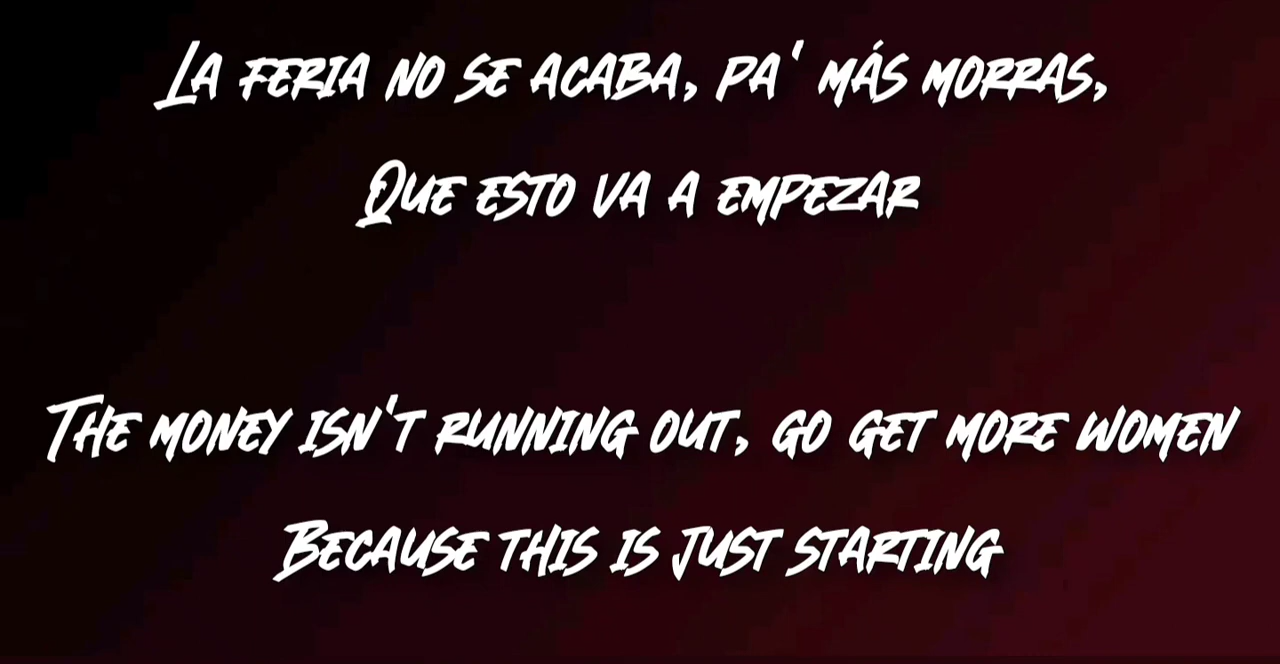 La feria no se acaba, pa' más morras,
Que esto va a empezar
The money isn't running out, go get more women
Because this is just starting